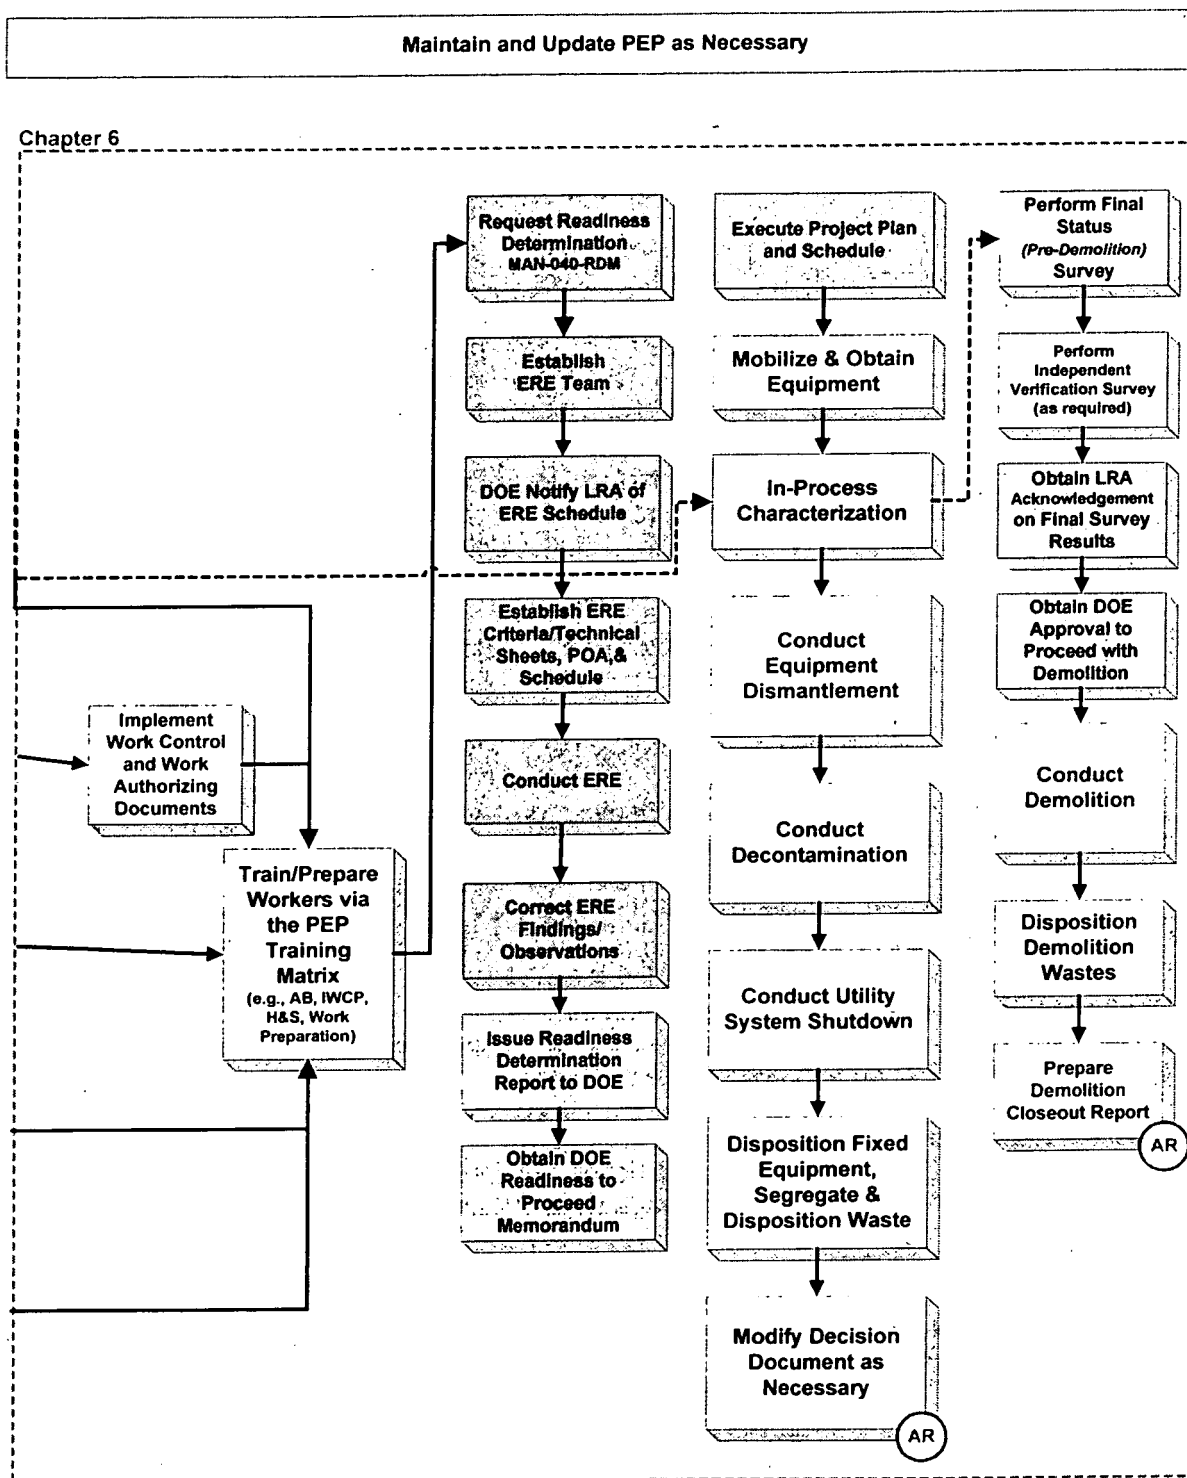 Maintain and Update PEP as Necessary
Chapter 6
Implement
Work Control
and Work
Authorizing
Documents
Train/Prepare
Workers via
the PEP
Training
Matrix
(e.g., AB, IWCP,
H&S, Work
Preparation)
Request Readiness
Determination
MAN-040-RDM
Establish
ERE Team
DOE Notify LRA of
ERE Schedule
Establish ERE
Criteria/Technical
Sheets, POA,&
Schedule
Conduct ERE
Correct ERE
Findings/
Observations
Issue Readiness
Determination
Report to DOE
Obtain DOE
Readiness to
Proceed
Memorandum
Execute Project Plan
and Schedule
Mobilize & Obtain
Equipment
In-Process
Characterization
Conduct
Equipment
Dismantlement
Conduct
Decontamination
Conduct Utility
System Shutdown
Disposition Fixed
Equipment,
Segregate &
Disposition Waste
Modify Decision
Document as
Necessary
AR
Perform Final
Status
(Pre-Demolition)
Survey
Perform
Independent
Verification Survey
(as required)
Obtain LRA
Acknowledgement
on Final Survey
Results
Obtain DOE
Approval to
Proceed with
Demolition
Conduct
Demolition
Disposition
Demolition
Wastes
Prepare
Demolition
Closeout Report
AR